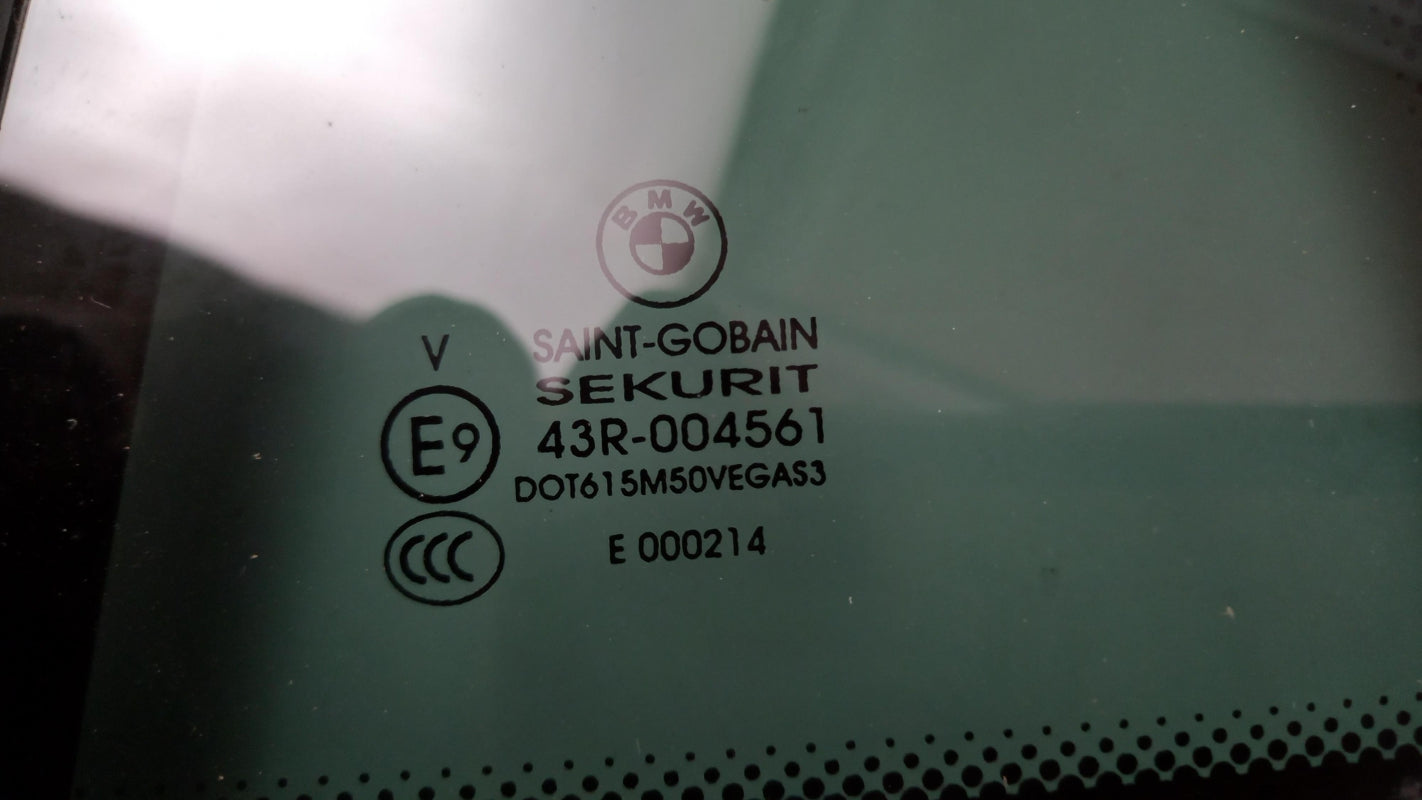 BMW
SAINT-GOBAIN
V
SEKURIT
E9 43R-004561
DOT615M50VEGAS3
CCC E 000214